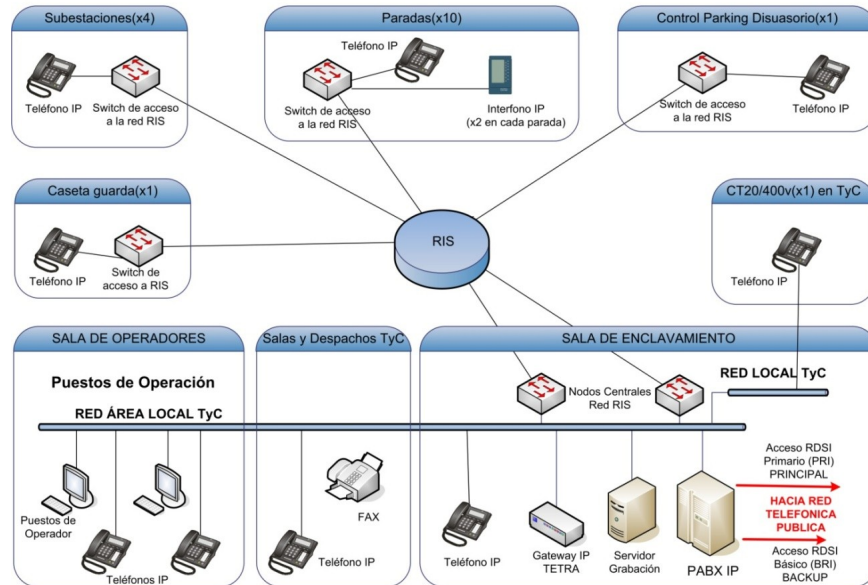 Subestaciones(x4)
Teléfono IP
Switch de acceso
a la red RIS
Paradas(x10)
Teléfono IP
Switch de acceso
a la red RIS
Interfono IP
(x2 en cada parada)
Control Parking Disuasorio(x1)
Switch de acceso
a la red RIS
Teléfono IP
Caseta guarda(x1)
Teléfono IP
Switch de
acceso a RIS
RIS
CT20/400v(x1) en TyC
Teléfono IP
SALA DE OPERADORES
Puestos de Operación
RED ÁREA LOCAL TyC
Puestos de
Operador
Teléfonos IP
Salas y Despachos TyC
FAX
Teléfono IP
SALA DE ENCLAVAMIENTO
Nodos Centrales
Red RIS
RED LOCAL TyC
Teléfono IP
Gateway IP
TETRA
Servidor
Grabación
PABX IP
Acceso RDSI
Primario (PRI)
PRINCIPAL
HACIA RED
TELEFONICA
PUBLICA
Acceso RDSI
Básico (BRI)
BACKUP